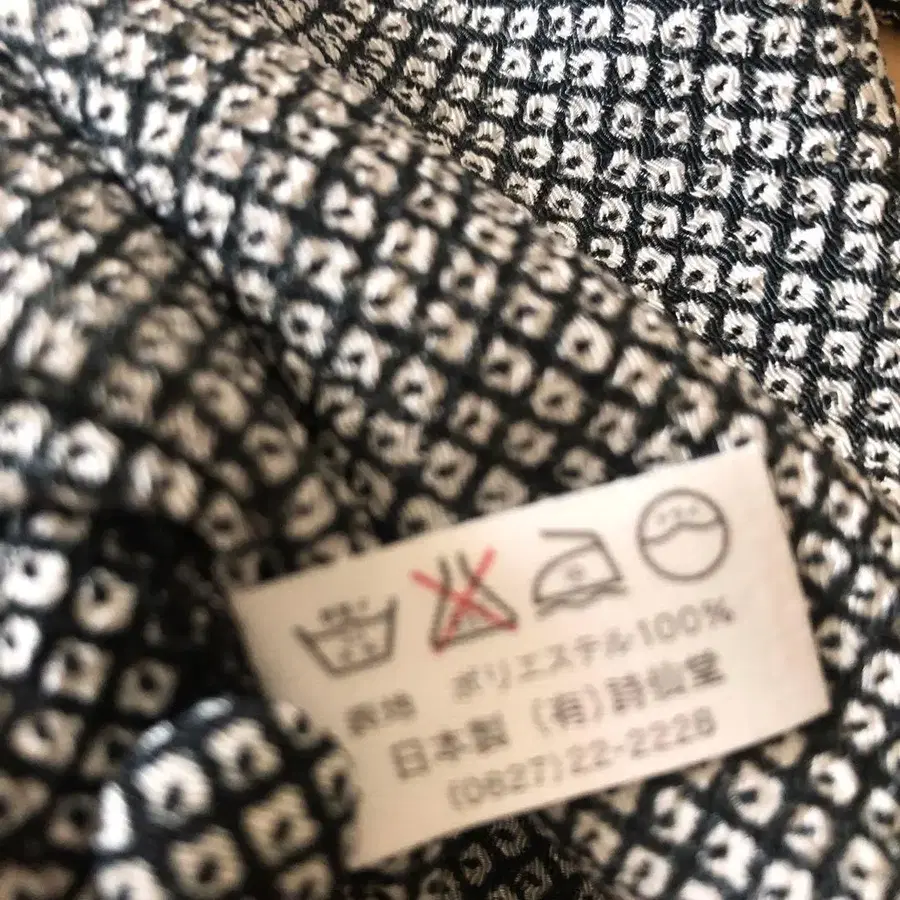 表地 ポリエステル100%
日本製 (有)詩仙堂
(0627)22-2228